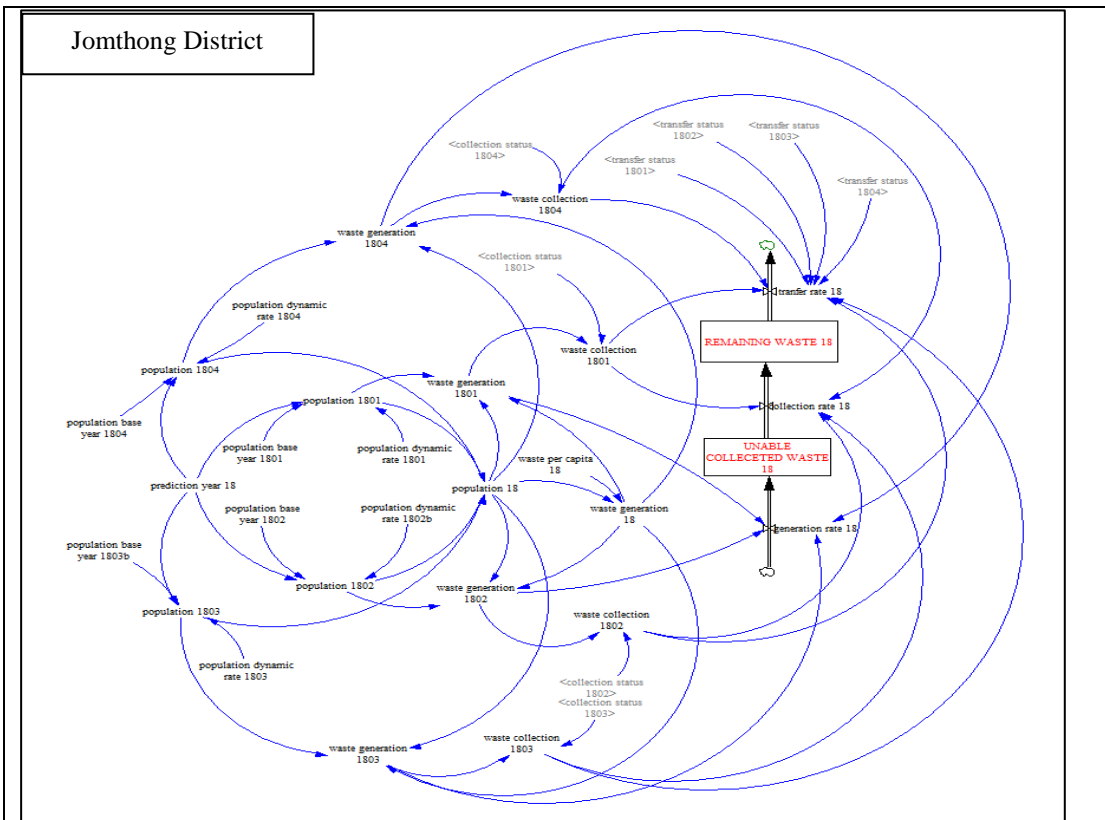 Jomthong District
<transfer status
1802>
<transfer status
1803>
<collection status
1804>
<transfer status
1801>
<transfer status
1804>
waste collection
1804
waste generation
1804
<collection status
1801>
tranfer rate 18
population dynamic
rate 1804
REMAINING WASTE 18
waste collection
1801
population 1804
waste generation
1801
population 1801
collection rate 18
population base
year 1804
population base
year 1801
population dynamic
rate 1801
UNABLE
COLLECETED WASTE
18
waste per capita
18
prediction year 18
population 18
population base
year 1802
population dynamic
rate 1802b
waste generation
18
generation rate 18
population base
year 1803b
population 1802
waste generation
1802
population 1803
waste collection
1802
population dynamic
rate 1803
<collection status
1802>
<collection status
1803>
waste generation
1803
waste collection
1803